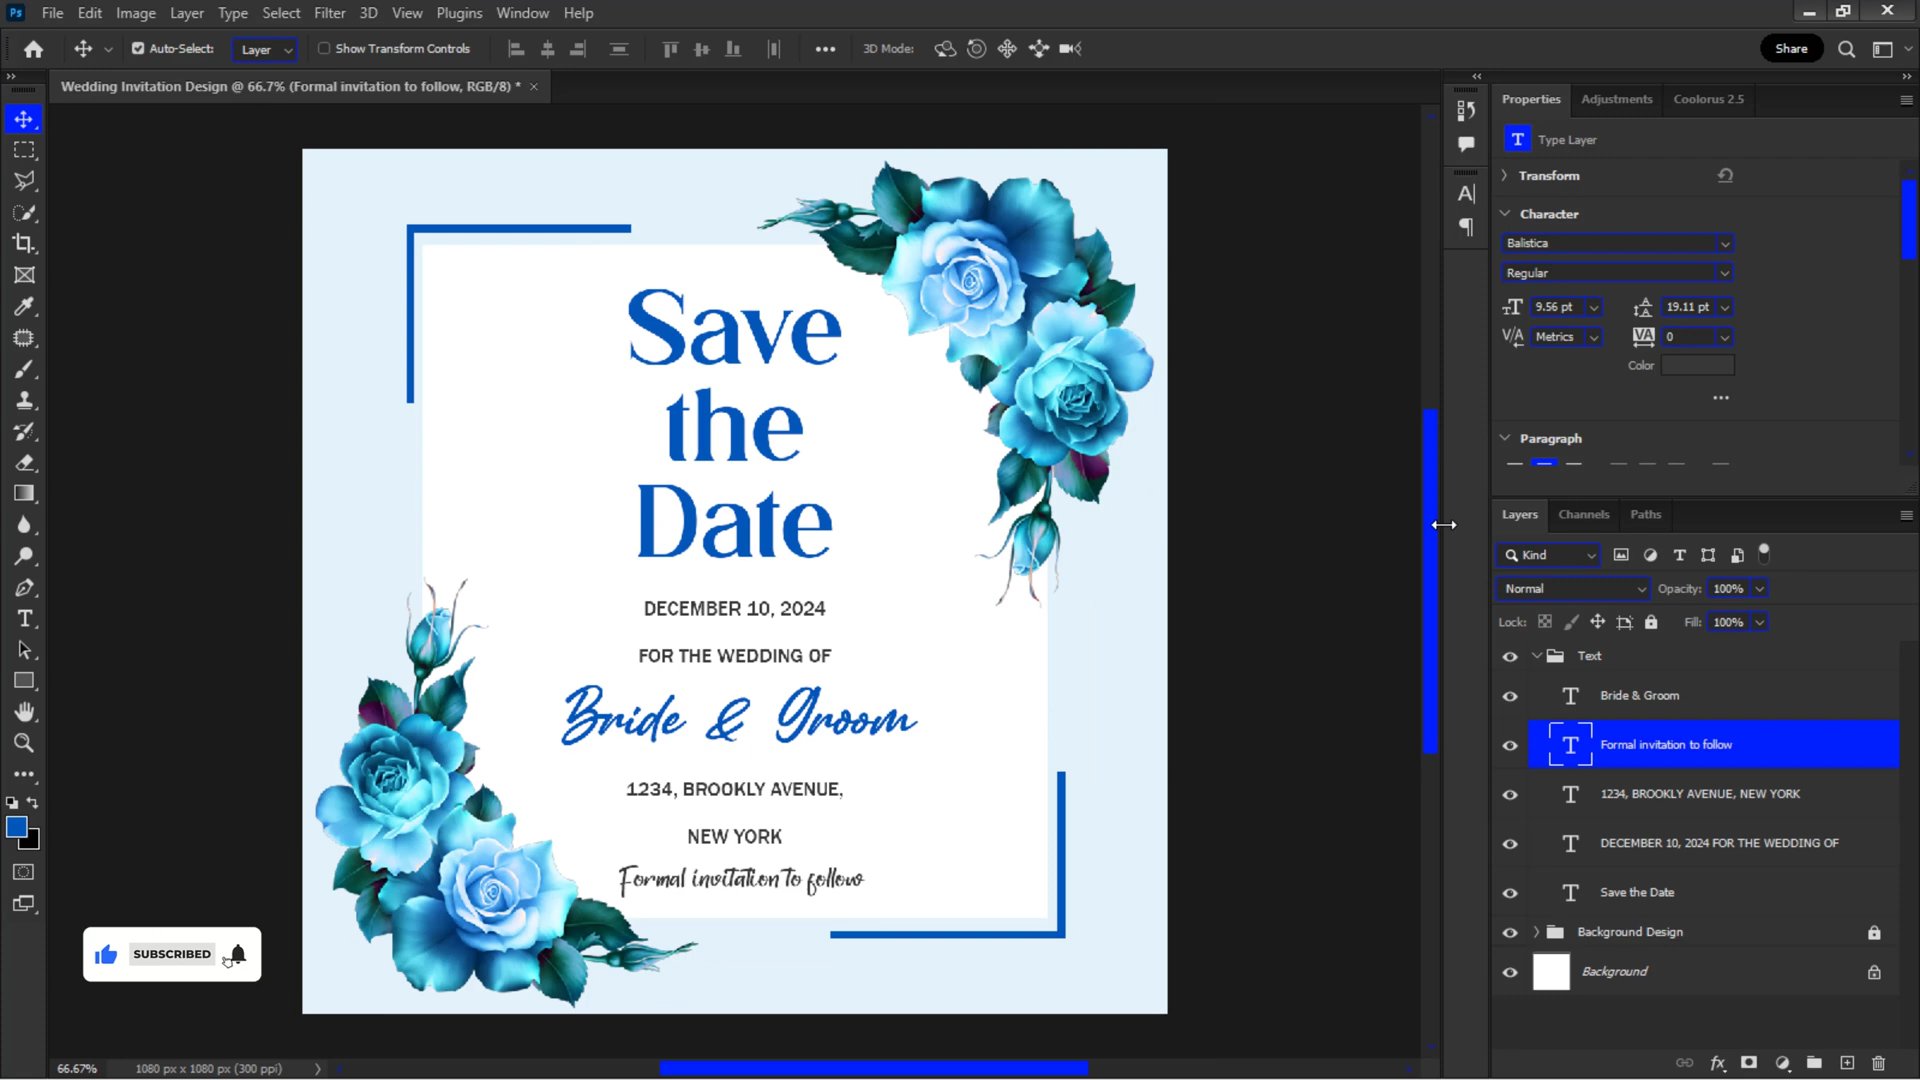 Ps File Edit Image Layer Type Select Filter 3D View Plugins Window Help
Auto-Select: Layer Show Transform Controls 3D Mode: Share
Wedding Invitation Design @ 66.7% (Formal invitation to follow, RGB/8) * ×
Save
the
Date
DECEMBER 10, 2024
FOR THE WEDDING OF
Bride & Groom
1234, BROOKLY AVENUE,
NEW YORK
Formal invitation to follow
SUBSCRIBED
66.67% 1080 px x 1080 px (300 ppi)
Properties Adjustments Coolorus 2.5
T Type Layer
Transform
Character
Balistica
Regular
9.56 pt 19.11 pt
Metrics 0
Color
Paragraph
Layers Channels Paths
Kind
Normal Opacity: 100%
Lock: Fill: 100%
Text
T Bride & Groom
T Formal invitation to follow
T 1234, BROOKLY AVENUE, NEW YORK
T DECEMBER 10, 2024 FOR THE WEDDING OF
T Save the Date
Background Design
Background